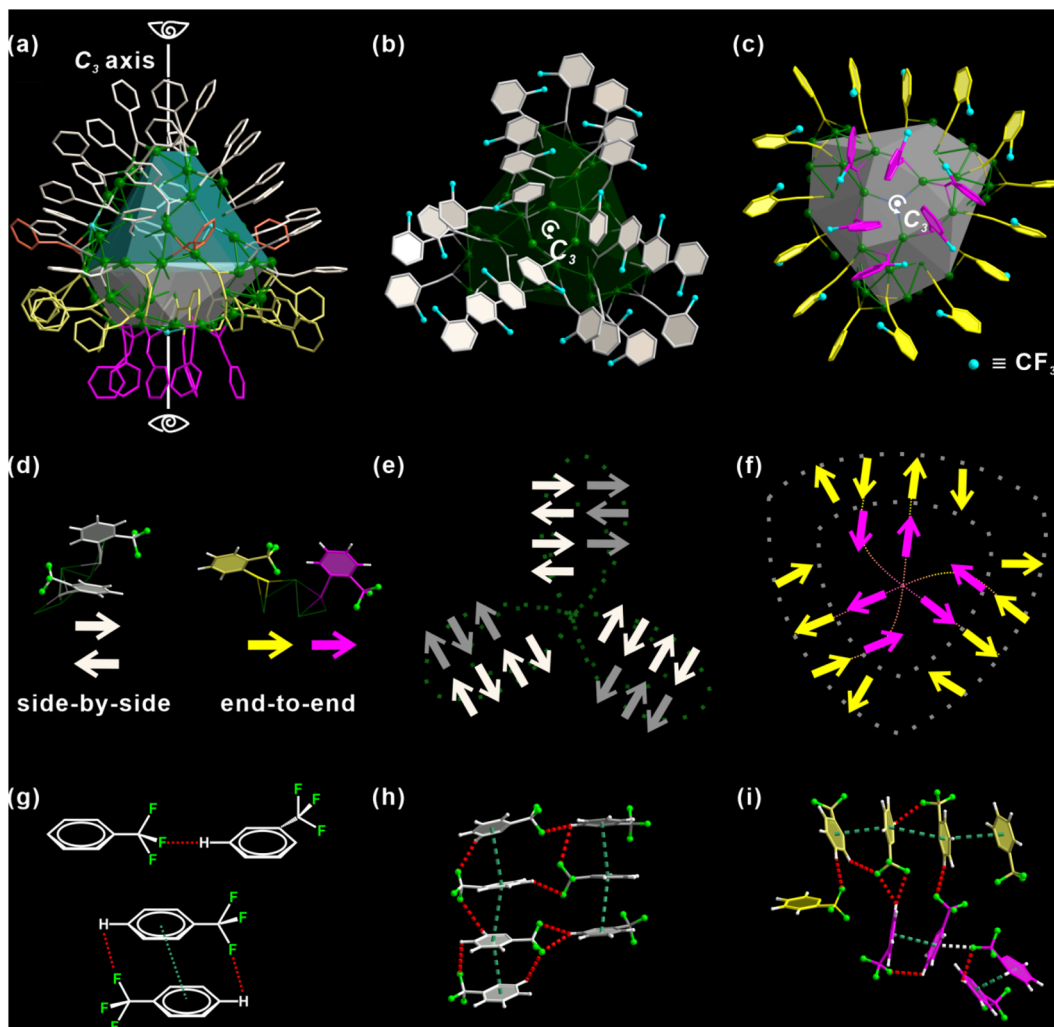 (a)
C₃ axis
(b)
C₃
(c)
C₃
≡ CF₃
(d)
side-by-side
end-to-end
(e)
(f)
(g)
F
F
F
H
F
F
F
H
F
F
F
F
F
F
H
(h)
(i)